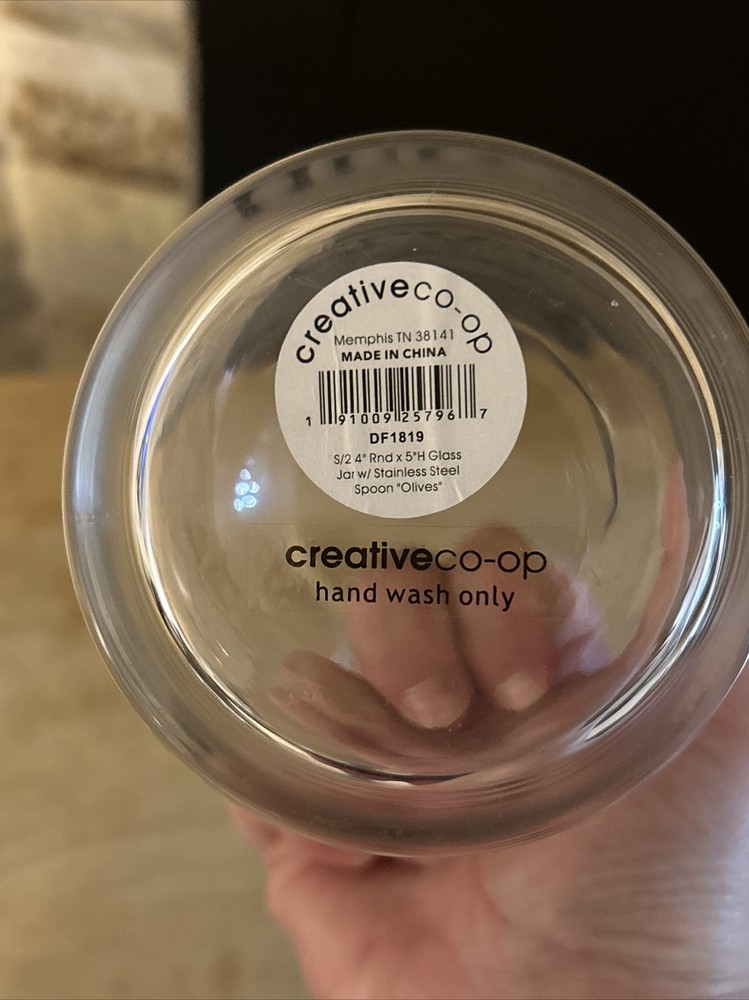 creativeco-op
Memphis TN 38141
MADE IN CHINA
1 91009 25796 7
DF1819
S/2 4" Rnd x 5"H Glass
Jar w/ Stainless Steel
Spoon "Olives"
creativeco-op
hand wash only